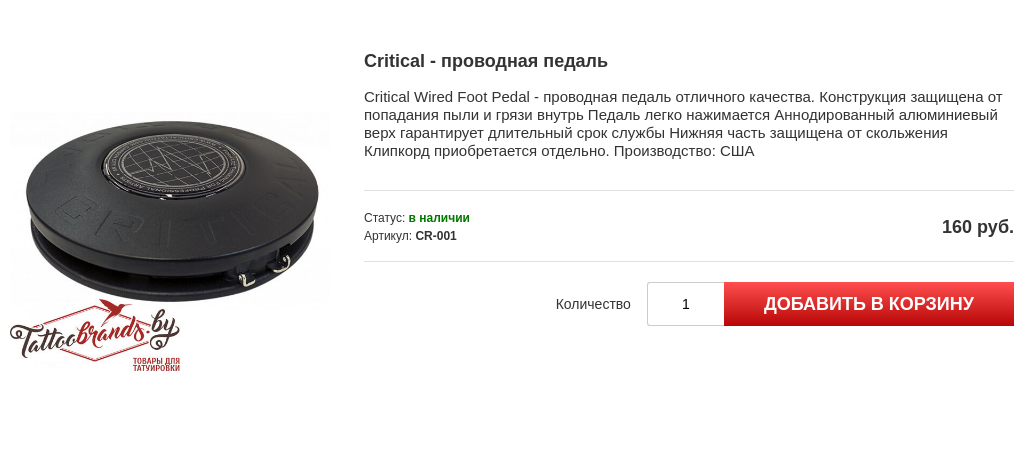 Critical - проводная педаль
Critical Wired Foot Pedal - проводная педаль отличного качества. Конструкция защищена от
попадания пыли и грязи внутрь Педаль легко нажимается Аннодированный алюминиевый
верх гарантирует длительный срок службы Нижняя часть защищена от скольжения
Клипкорд приобретается отдельно. Производство: США
Статус: в наличии
Артикул: CR-001
160 руб.
Количество
1
ДОБАВИТЬ В КОРЗИНУ
CRITICAL
Tattoobrands.by
ТОВАРЫ ДЛЯ
ТАТУИРОВКИ